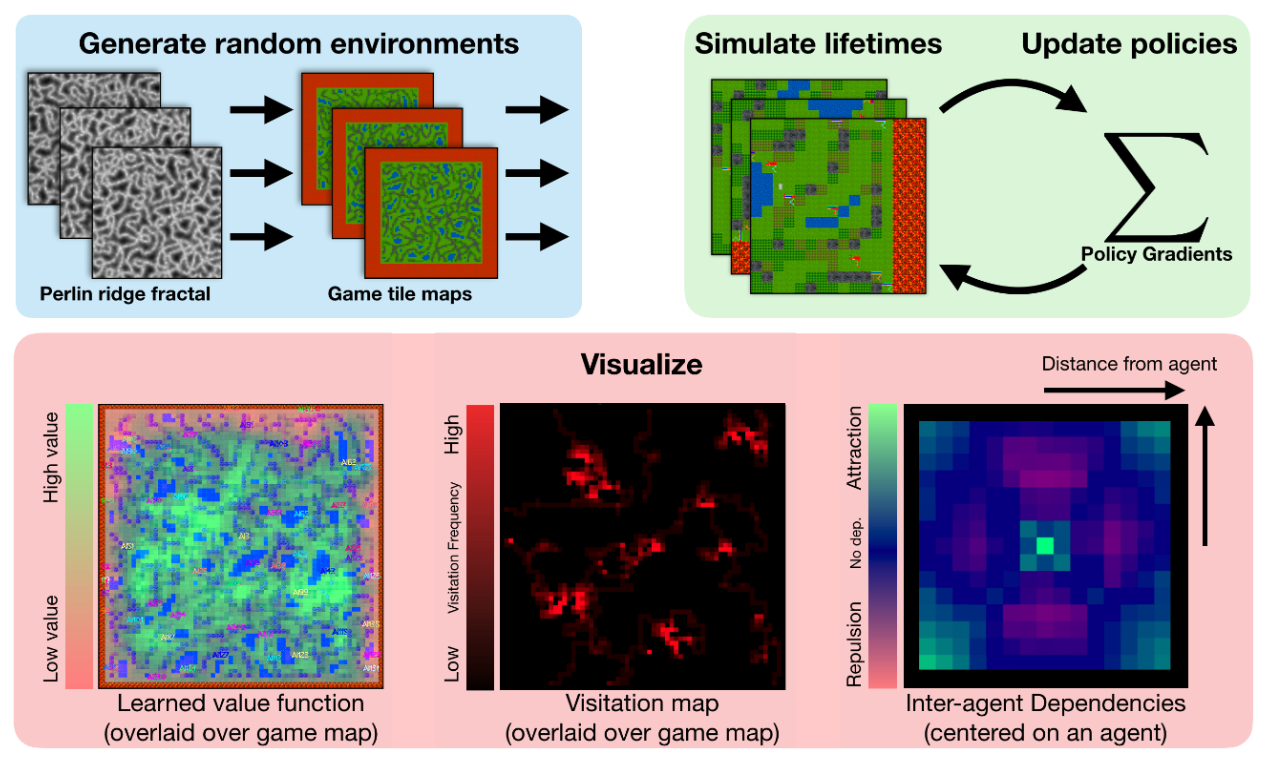 Generate random environments
Perlin ridge fractal
Game tile maps
Simulate lifetimes
Update policies
Policy Gradients
Visualize
High value
Low value
Learned value function
(overlaid over game map)
High
Visitation Frequency
Low
Visitation map
(overlaid over game map)
Distance from agent
Attraction
No dep.
Repulsion
Inter-agent Dependencies
(centered on an agent)